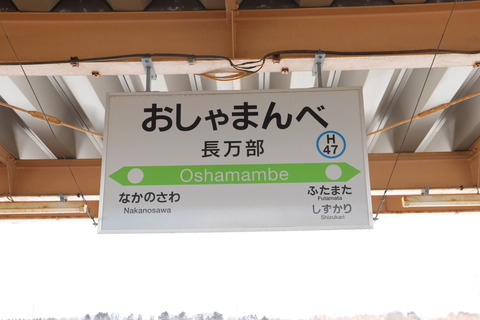 おしゃまんべ
長万部
H
47
Oshamambe
なかのさわ
Nakanosawa
ふたまた
Futamata
しずかり
Shizukari